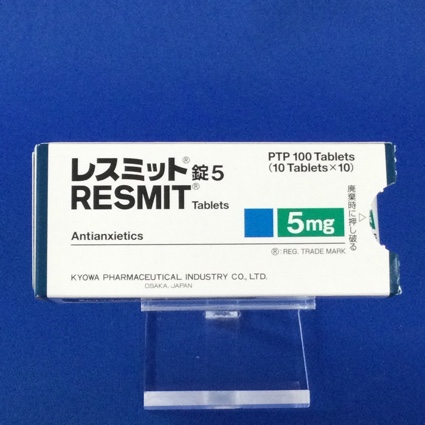 レスミット®錠5
RESMIT®Tablets
PTP 100 Tablets
(10 Tablets×10)
5mg
廃棄時に押し破る
Antianxietics
®: REG. TRADE MARK
KYOWA PHARMACEUTICAL INDUSTRY CO., LTD.
OSAKA, JAPAN